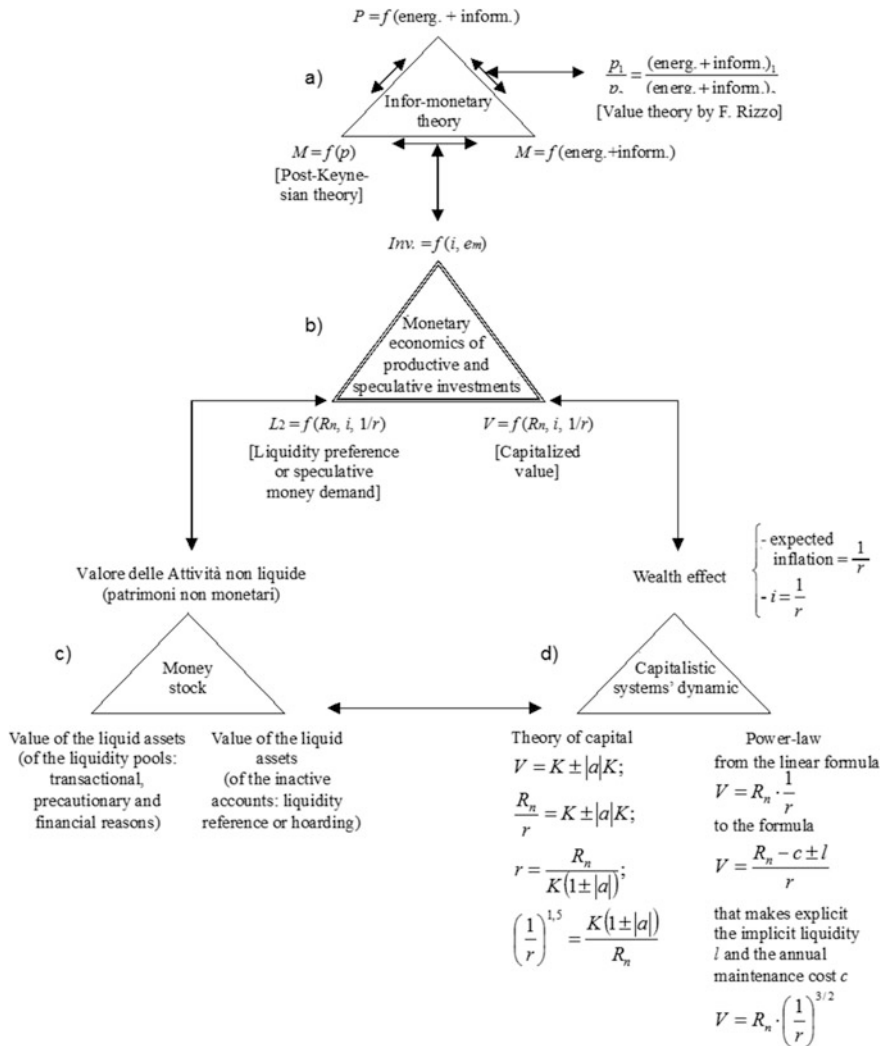 P = f(energ. + inform.)
a)
Infor-monetary
theory
p₁/p = (energ.+inform.)₁/(energ.+inform.)
[Value theory by F. Rizzo]
M = f(p)
[Post-Keyne-
sian theory]
M = f(energ.+inform.)
Inv. = f(i, em)
b)
Monetary
economics of
productive and
speculative investments
L2 = f(Rn, i, 1/r)
[Liquidity preference
or speculative
money demand]
V = f(Rn, i, 1/r)
[Capitalized
value]
Valore delle Attività non liquide
(patrimoni non monetari)
Wealth effect
- expected
inflation = 1/r
- i = 1/r
c)
Money
stock
d)
Capitalistic
systems' dynamic
Value of the liquid assets
(of the liquidity pools:
transactional,
precautionary and
financial reasons)
Value of the liquid
assets
(of the inactive
accounts: liquidity
reference or hoarding)
Theory of capital
V = K ± |a|K;
Rn/r = K ± |a|K;
r = Rn/K(1 ± |a|);
(1/r)^1,5 = K(1 ± |a|)/Rn
Power-law
from the linear formula
V = Rn · 1/r
to the formula
V = (Rn − c ± l)/r
that makes explicit
the implicit liquidity
l and the annual
maintenance cost c
V = Rn · (1/r)^3/2